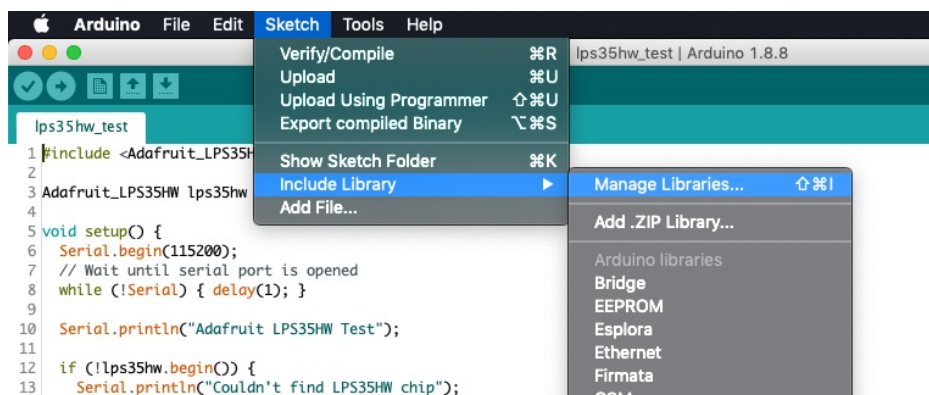 Arduino File Edit Sketch Tools Help
lps35hw_test | Arduino 1.8.8
Verify/Compile ⌘R
Upload ⌘U
Upload Using Programmer ⇧⌘U
Export compiled Binary ⌥⌘S
Show Sketch Folder ⌘K
Include Library ▶
Add File...
Manage Libraries... ⇧⌘I
Add .ZIP Library...
Arduino libraries
Bridge
EEPROM
Esplora
Ethernet
Firmata
lps35hw_test
1 #include <Adafruit_LPS35H
2
3 Adafruit_LPS35HW lps35hw
4
5 void setup() {
6 Serial.begin(115200);
7 // Wait until serial port is opened
8 while (!Serial) { delay(1); }
9
10 Serial.println("Adafruit LPS35HW Test");
11
12 if (!lps35hw.begin()) {
13 Serial.println("Couldn't find LPS35HW chip");